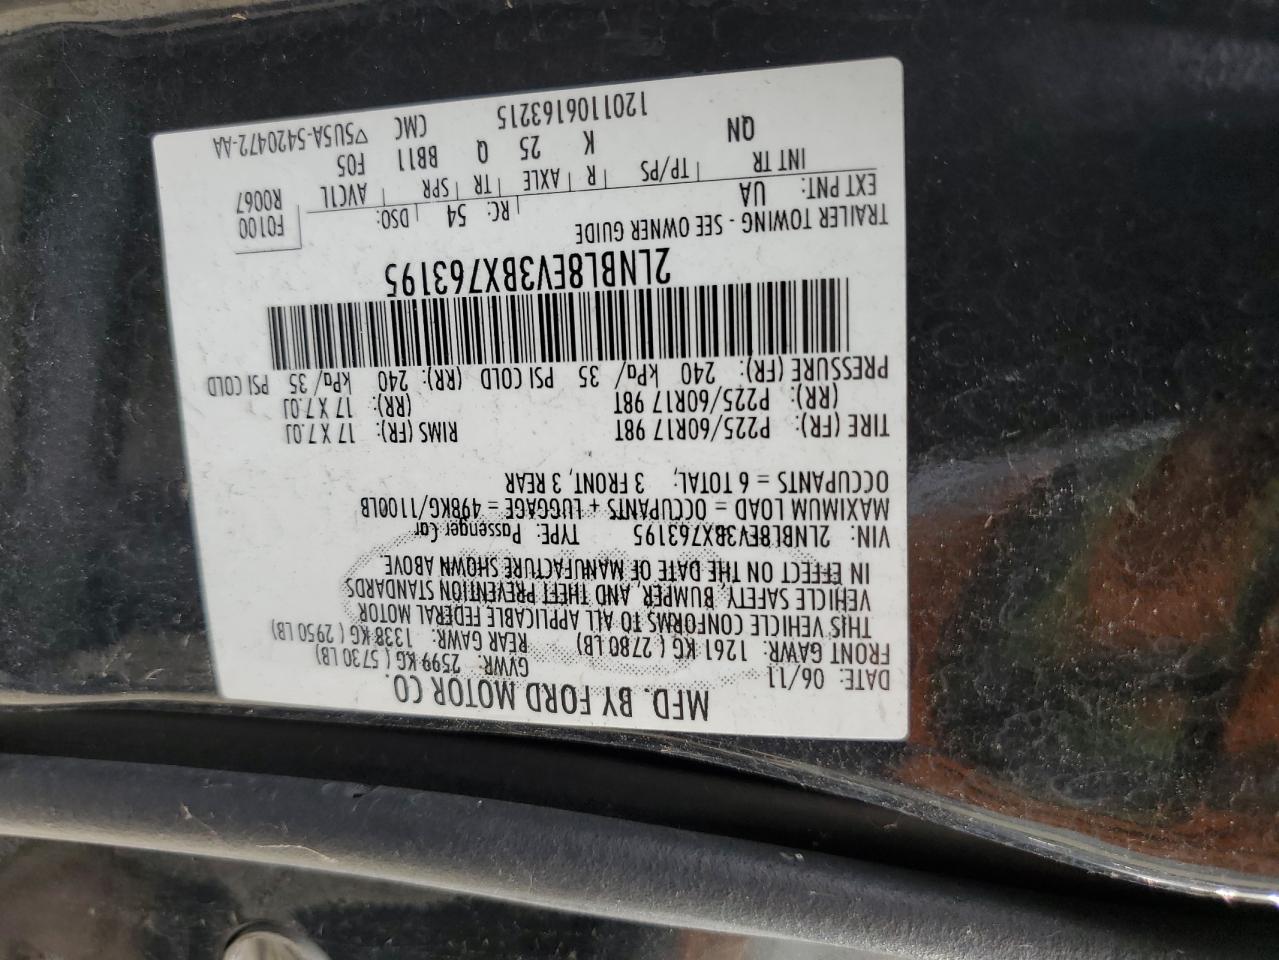 MFD. BY FORD MOTOR CO.
DATE: 06/11 GVWR: 2599 KG ( 5730 LB)
FRONT GAWR: 1261 KG ( 2780 LB) REAR GAWR: 1338 KG ( 2950 LB)
THIS VEHICLE CONFORMS TO ALL APPLICABLE FEDERAL MOTOR
VEHICLE SAFETY, BUMPER, AND THEFT PREVENTION STANDARDS
IN EFFECT ON THE DATE OF MANUFACTURE SHOWN ABOVE
VIN: 2LNBL8EV3BX763195 TYPE: Passenger Car
MAXIMUM LOAD = OCCUPANTS + LUGGAGE = 498KG/1100LB
OCCUPANTS = 6 TOTAL, 3 FRONT, 3 REAR
TIRE (FR): P225/60R17 98T RIMS (FR): 17 X 7.0J
(RR): P225/60R17 98T (RR): 17 X 7.0J
PRESSURE (FR): 240 kPa/ 35 PSI COLD (RR): 240 kPa/ 35 PSI COLD
2LNBL8EV3BX763195
TRAILER TOWING - SEE OWNER GUIDE
EXT PNT: UA RC: 54 DSO: F0100
R0067
INT TR TP/PS R AXLE TR SPR AVC1L
QN K 25 Q BB11 F05
1201106163215 CMC ▽5U5A-5420472-AA